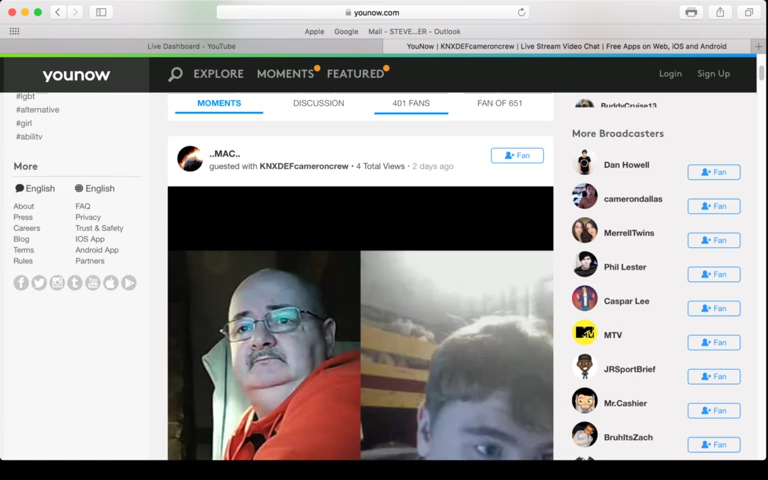 younow.com
Apple Google Mail - STEVE...ER - Outlook
Live Dashboard - YouTube
YouNow | KNXDEFcameroncrew | Live Stream Video Chat | Free Apps on Web, iOS and Android
younow
EXPLORE MOMENTS FEATURED
Login Sign Up
#lgbt
#alternative
#girl
#ability
More
English English
About FAQ
Press Privacy
Careers Trust & Safety
Blog IOS App
Terms Android App
Rules Partners
MOMENTS DISCUSSION 401 FANS FAN OF 651
..MAC..
guested with KNXDEFcameroncrew • 4 Total Views • 2 days ago
Fan
BuddyCruise13
More Broadcasters
Dan Howell
Fan
camerondallas
Fan
MerrellTwins
Fan
Phil Lester
Fan
Caspar Lee
Fan
MTV
Fan
JRSportBrief
Fan
Mr.Cashier
Fan
BruhItsZach
Fan